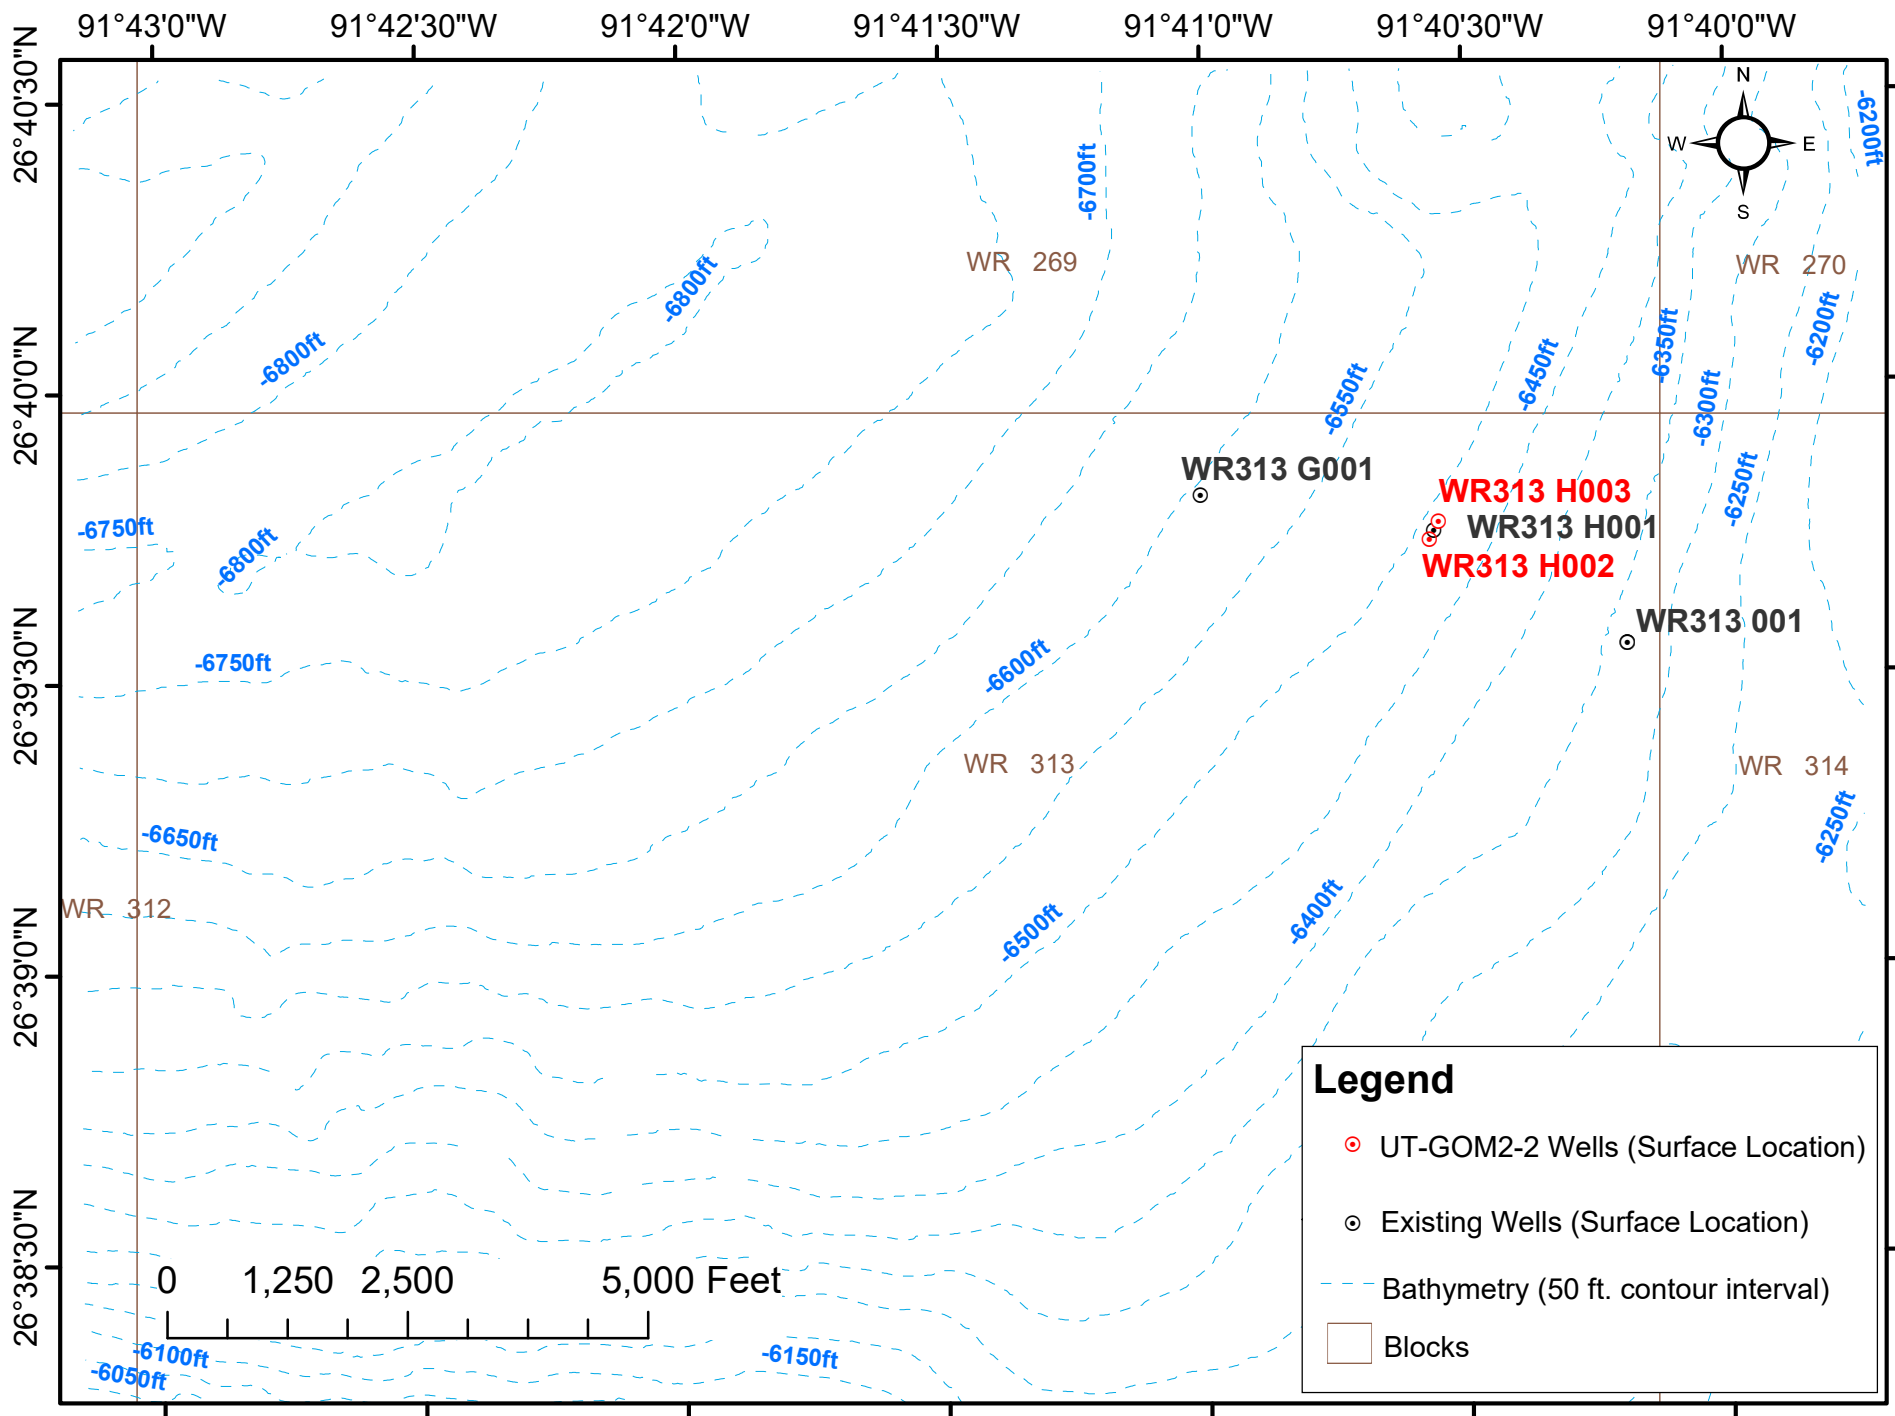 91°43'0"W 91°42'30"W 91°42'0"W 91°41'30"W 91°41'0"W 91°40'30"W 91°40'0"W
26°40'30"N
26°40'0"N
26°39'30"N
26°39'0"N
26°38'30"N
N
W E
S
-6200ft
-6700ft
WR 269
WR 270
-6800ft
-6800ft
-6200ft
-6350ft
-6450ft
-6550ft
-6300ft
-6250ft
WR313 G001
WR313 H003
WR313 H001
WR313 H002
WR313 001
-6750ft
-6800ft
-6750ft
-6600ft
WR 313
WR 314
-6650ft
-6250ft
WR 312
-6500ft
-6400ft
Legend
UT-GOM2-2 Wells (Surface Location)
Existing Wells (Surface Location)
Bathymetry (50 ft. contour interval)
Blocks
0 1,250 2,500 5,000 Feet
-6100ft
-6050ft
-6150ft